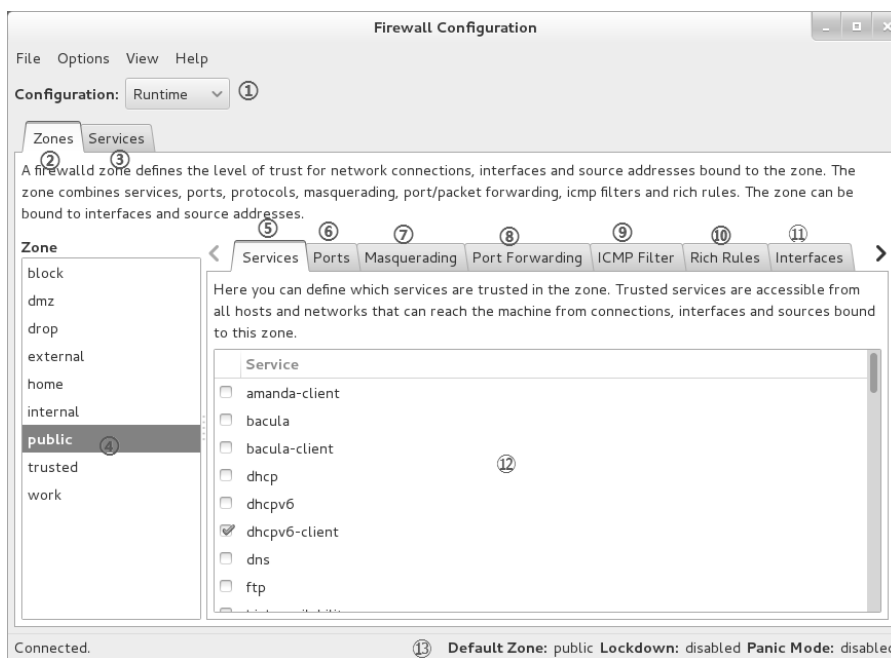 Firewall Configuration
File Options View Help
Configuration: Runtime ①
Zones Services
② ③
A firewalld zone defines the level of trust for network connections, interfaces and source addresses bound to the zone. The
zone combines services, ports, protocols, masquerading, port/packet forwarding, icmp filters and rich rules. The zone can be
bound to interfaces and source addresses.
Zone
block
dmz
drop
external
home
internal
public ④
trusted
work
⑤ ⑥ ⑦ ⑧ ⑨ ⑩ ⑪
Services Ports Masquerading Port Forwarding ICMP Filter Rich Rules Interfaces
Here you can define which services are trusted in the zone. Trusted services are accessible from
all hosts and networks that can reach the machine from connections, interfaces and sources bound
to this zone.
Service
amanda-client
bacula
bacula-client
⑫
dhcp
dhcpv6
dhcpv6-client
dns
ftp
Connected.
⑬ Default Zone: public Lockdown: disabled Panic Mode: disabled